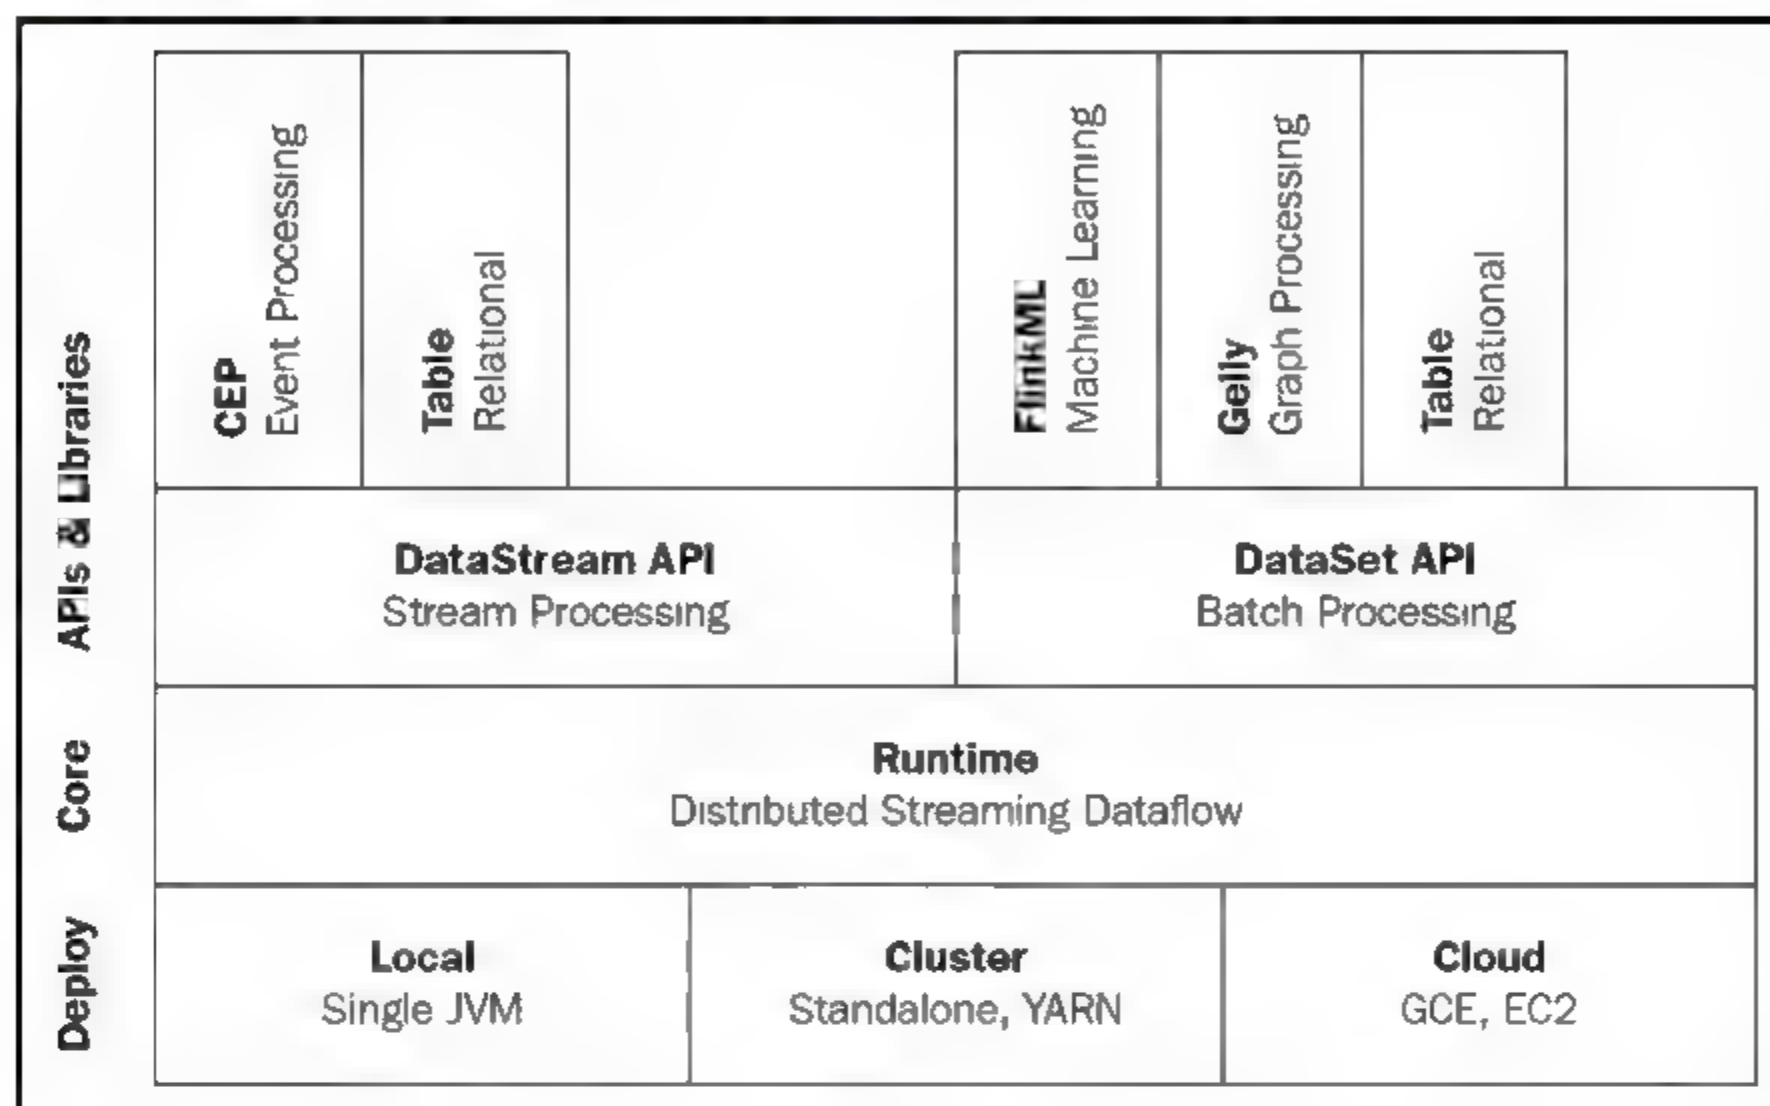 APIs & Libraries
CEP
Event Processing
Table
Relational
FlinkML
Machine Learning
Gelly
Graph Processing
Table
Relational
DataStream API
Stream Processing
DataSet API
Batch Processing
Core
Runtime
Distributed Streaming Dataflow
Deploy
Local
Single JVM
Cluster
Standalone, YARN
Cloud
GCE, EC2